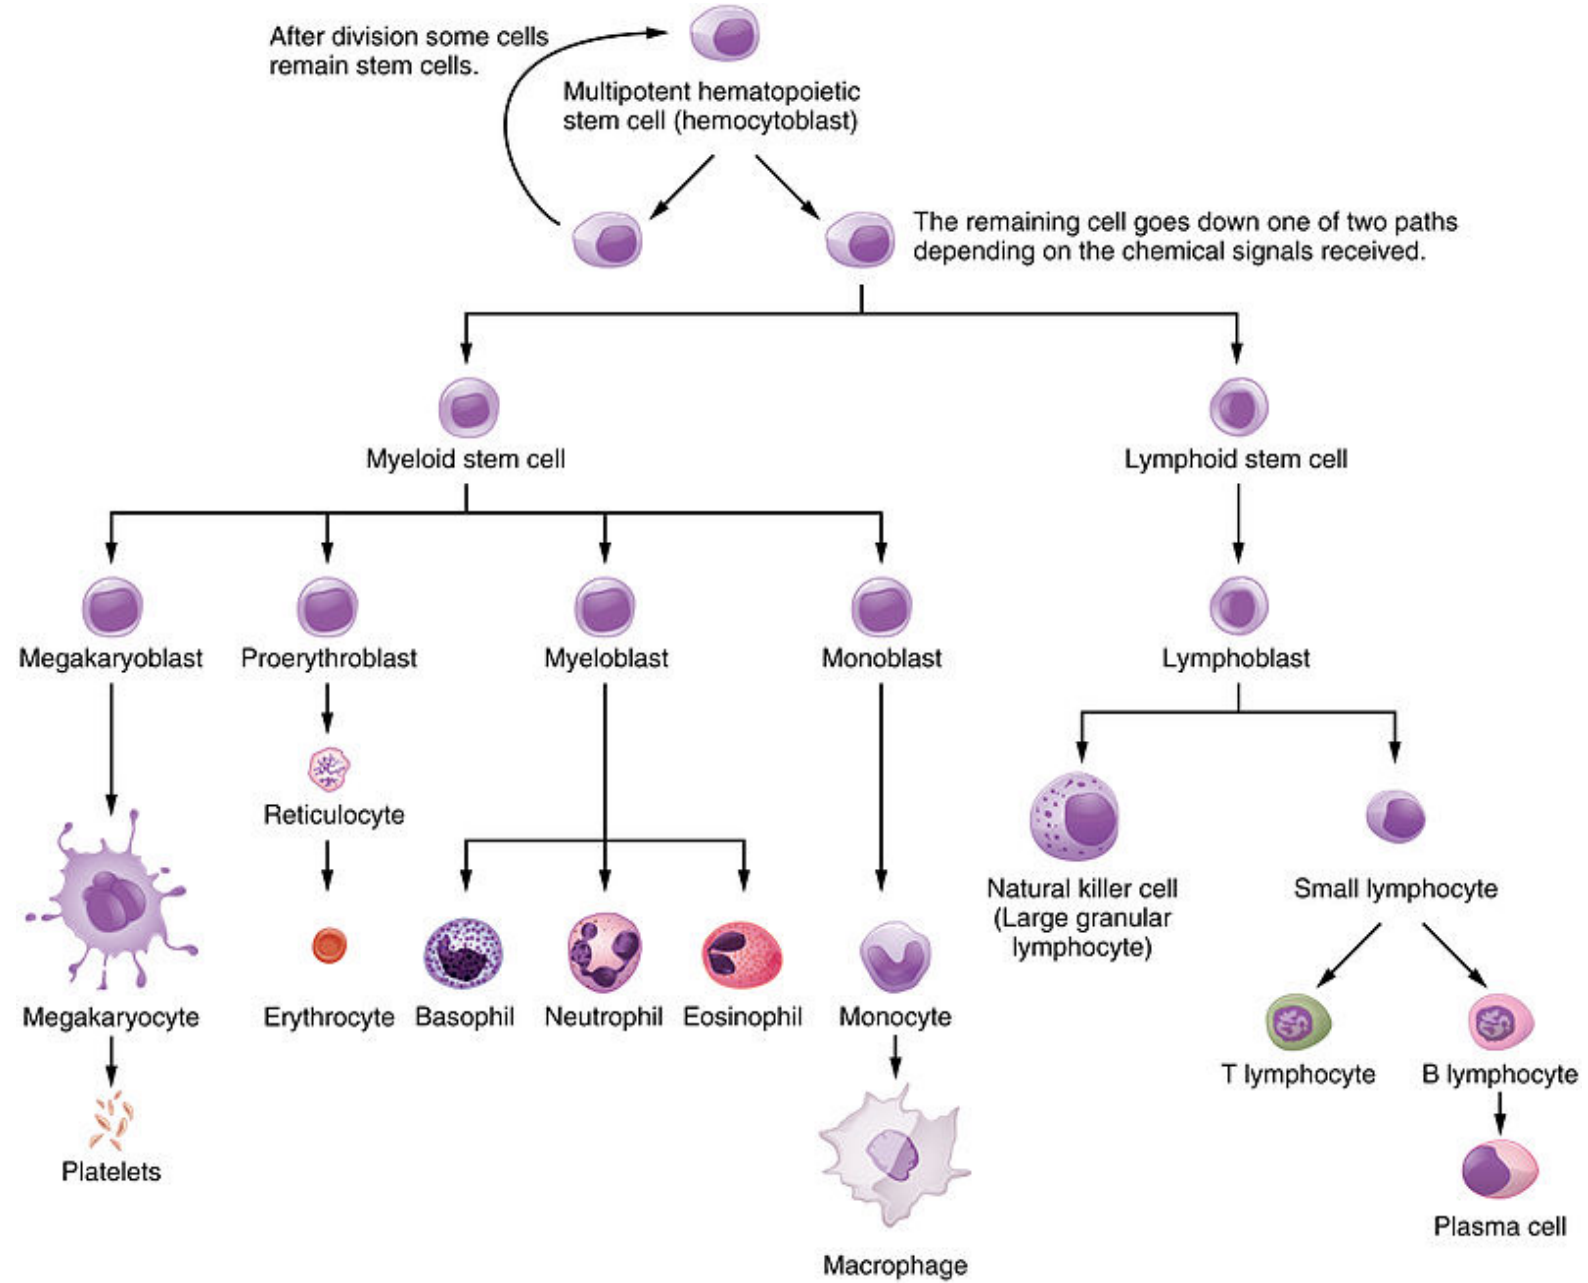 After division some cells
remain stem cells.
Multipotent hematopoietic
stem cell (hemocytoblast)
The remaining cell goes down one of two paths
depending on the chemical signals received.
Myeloid stem cell
Lymphoid stem cell
Megakaryoblast
Proerythroblast
Myeloblast
Monoblast
Lymphoblast
Reticulocyte
Natural killer cell
(Large granular
lymphocyte)
Small lymphocyte
Megakaryocyte
Erythrocyte
Basophil
Neutrophil
Eosinophil
Monocyte
T lymphocyte
B lymphocyte
Platelets
Macrophage
Plasma cell